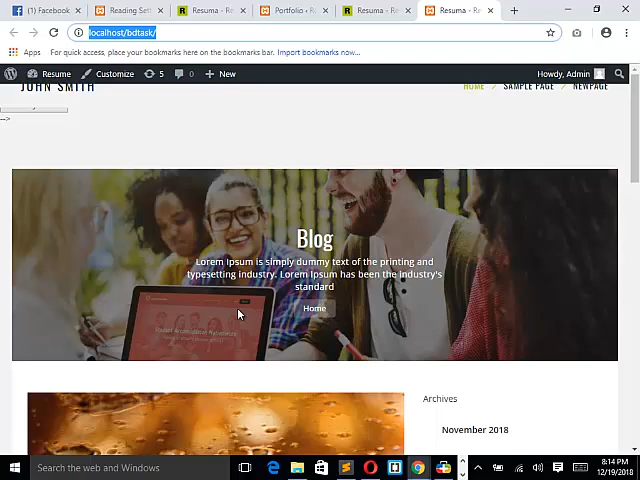 (1) Facebook
Reading Set
Resuma - Re
Portfolio ‹ R
Resuma - Re
Resuma - Re
localhost/bdtask/
Apps For quick access, place your bookmarks here on the bookmarks bar. Import bookmarks now...
Resume Customize 5 0 + New Howdy, Admin
JOHN SMITH HOME / SAMPLE PAGE / NEWPAGE
-->
Blog
Lorem Ipsum is simply dummy text of the printing and
typesetting industry. Lorem Ipsum has been the industry's
standard
Home
Archives
November 2018
Search the web and Windows
8:14 PM
12/19/2018